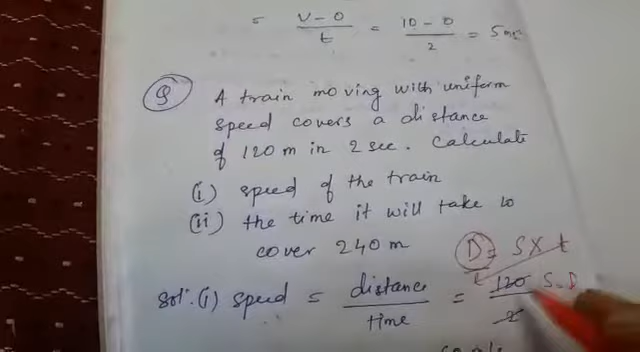 = V-0/t = 10-0/2 = 5 m
Q A train moving with uniform
speed covers a distance
of 120 m in 2 sec. Calculate
(i) speed of the train
(ii) the time it will take to
cover 240 m
D = S X t
Sol:(i) speed = distance/time = 120/2 S = D